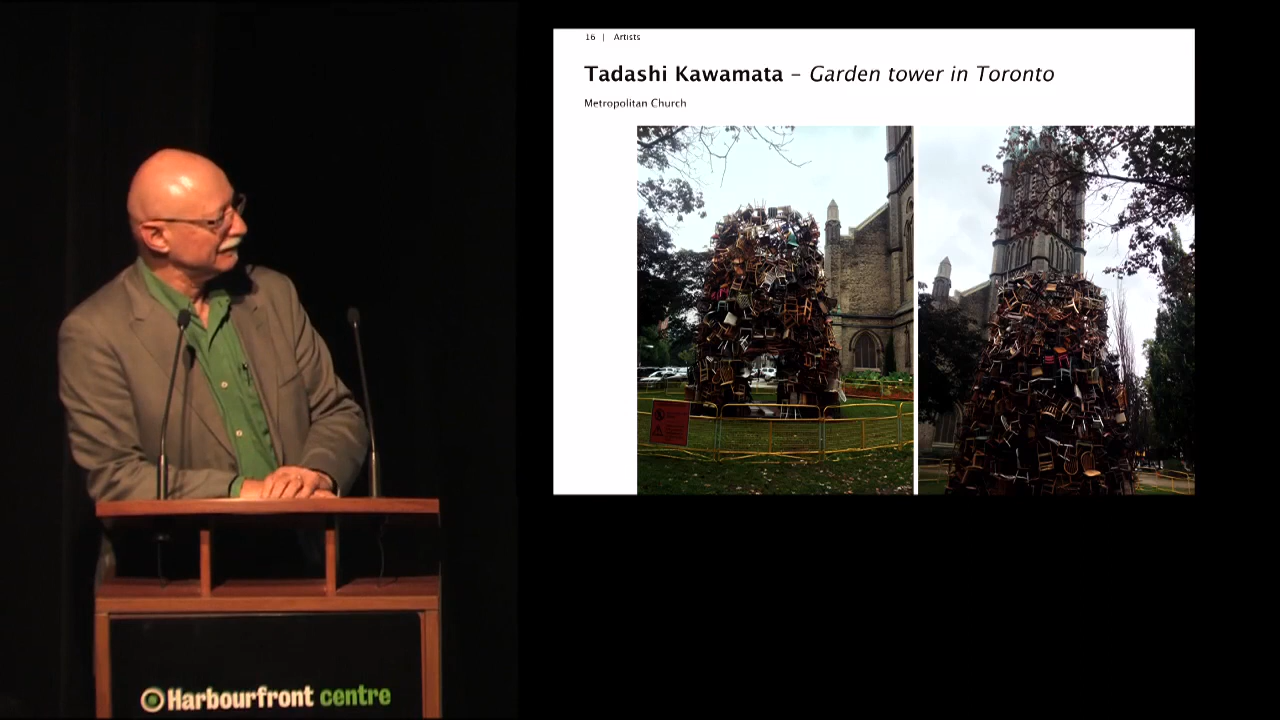 16 | Artists
Tadashi Kawamata – Garden tower in Toronto
Metropolitan Church
Harbourfront centre